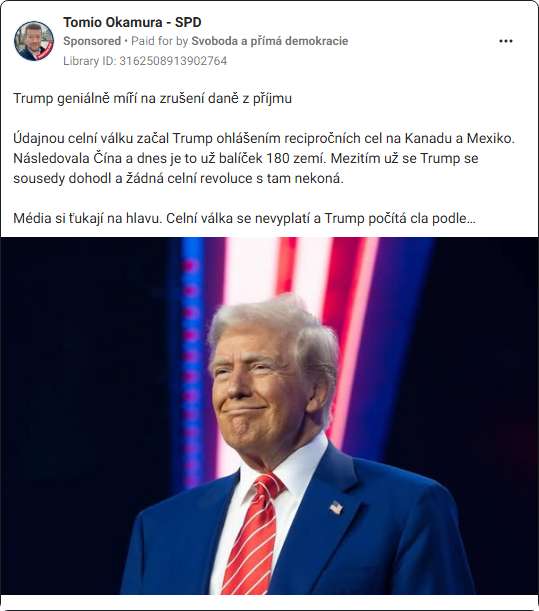 Tomio Okamura - SPD
Sponsored • Paid for by Svoboda a přímá demokracie
Library ID: 3162508913902764
Trump geniálně míří na zrušení daně z příjmu
Údajnou celní válku začal Trump ohlášením recipročních cel na Kanadu a Mexiko.
Následovala Čína a dnes je to už balíček 180 zemí. Mezitím už se Trump se
sousedy dohodl a žádná celní revoluce s tam nekoná.
Média si ťukají na hlavu. Celní válka se nevyplatí a Trump počítá cla podle…